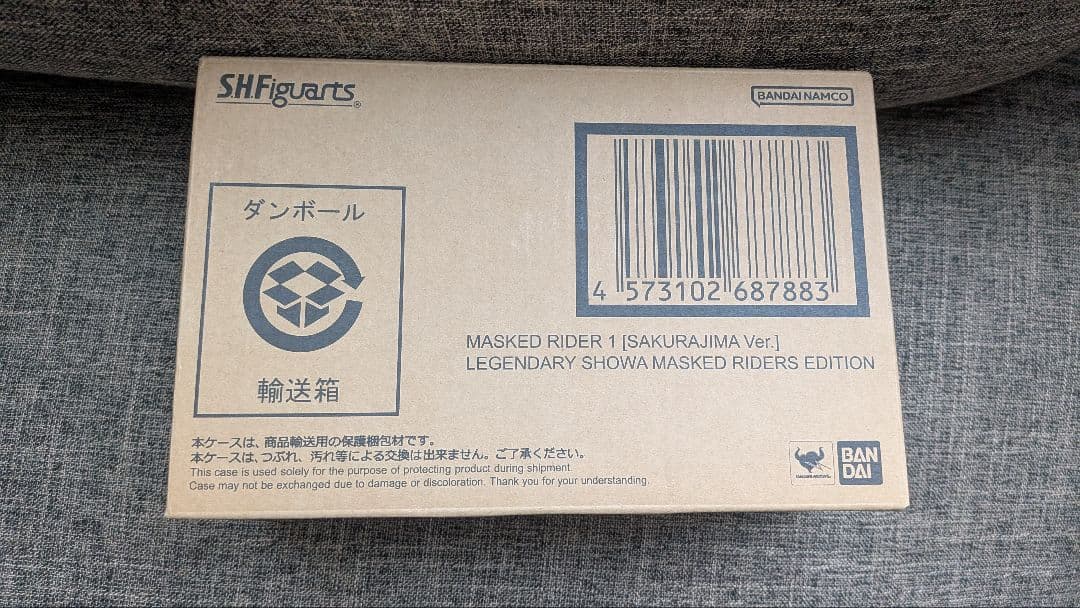 S.H.Figuarts®
BANDAI NAMCO
ダンボール
輸送箱
4 573102 687883
MASKED RIDER 1 [SAKURAJIMA Ver.]
LEGENDARY SHOWA MASKED RIDERS EDITION
本ケースは、商品輸送用の保護梱包材です。
本ケースは、つぶれ、汚れ等による交換は出来ません。ご了承ください。
This case is used solely for the purpose of protecting product during shipment.
Case may not be exchanged due to damage or discoloration. Thank you for your understanding.
BAN
DAI